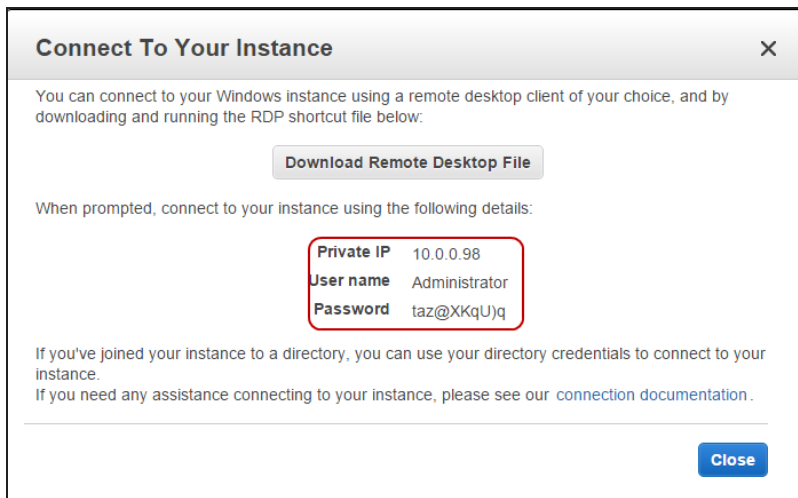 Connect To Your Instance
You can connect to your Windows instance using a remote desktop client of your choice, and by
downloading and running the RDP shortcut file below:
Download Remote Desktop File
When prompted, connect to your instance using the following details:
Private IP 10.0.0.98
User name Administrator
Password taz@XKqU)q
If you've joined your instance to a directory, you can use your directory credentials to connect to your
instance.
If you need any assistance connecting to your instance, please see our connection documentation.
Close